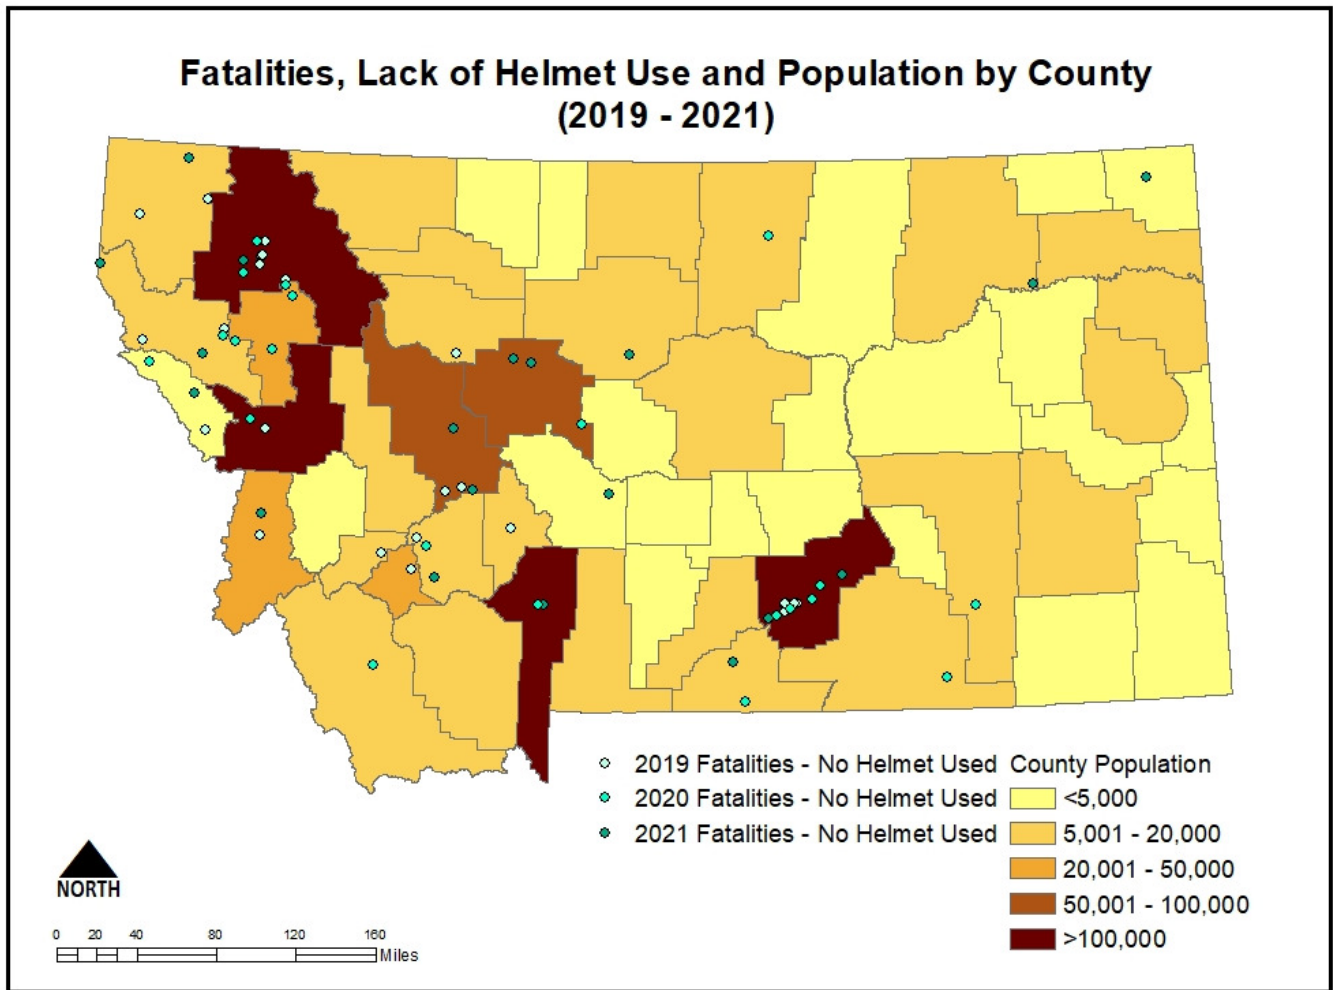 Fatalities, Lack of Helmet Use and Population by County
(2019 - 2021)
2019 Fatalities - No Helmet Used
2020 Fatalities - No Helmet Used
2021 Fatalities - No Helmet Used
County Population
<5,000
5,001 - 20,000
20,001 - 50,000
50,001 - 100,000
>100,000
NORTH
0 20 40 80 120 160
Miles